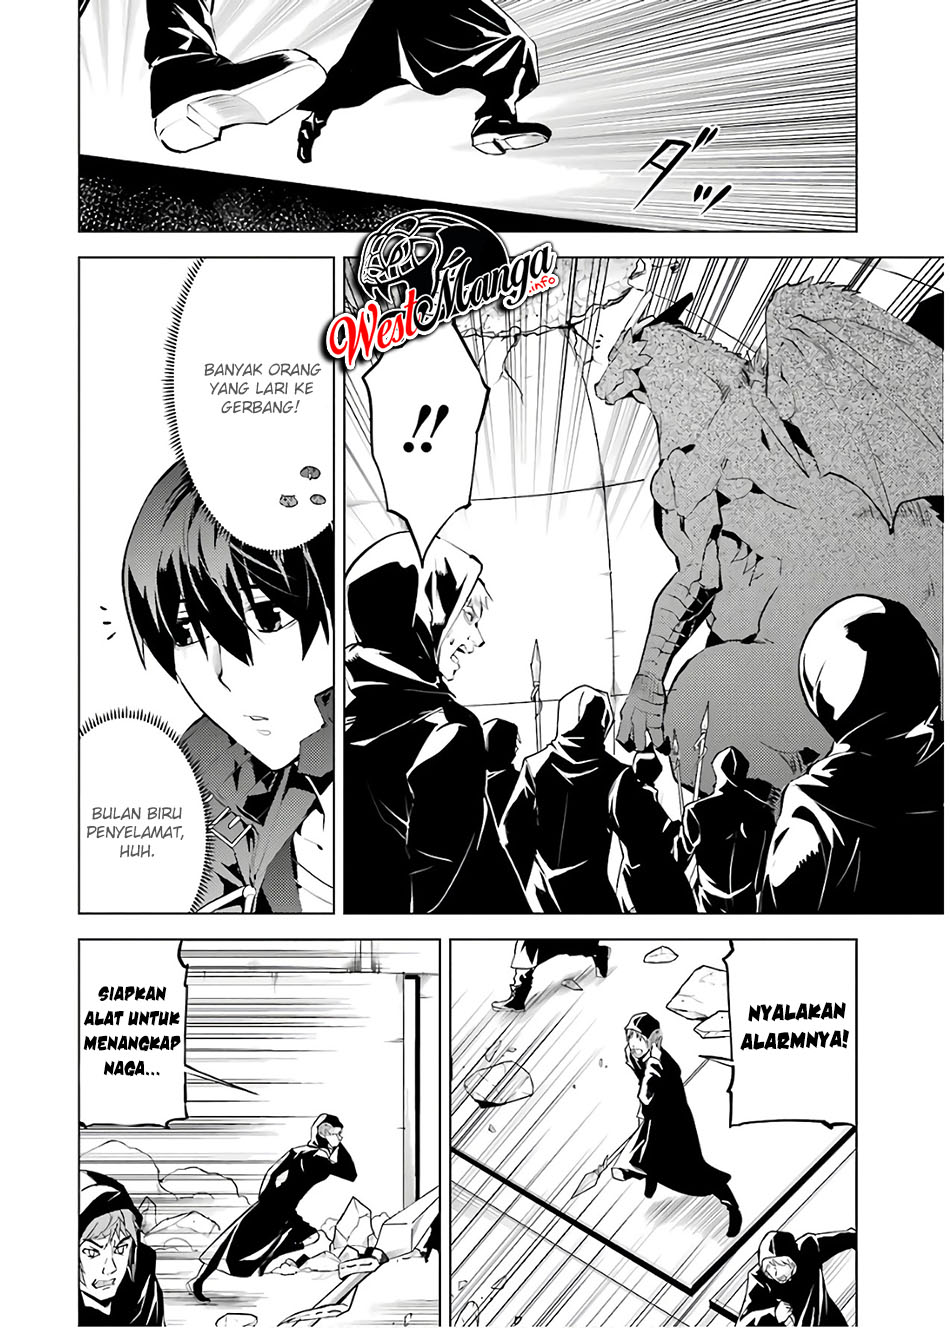 ダッ
WESTMANGA
.info
!!
BANYAK ORANG
YANG LARI KE
GERBANG!
BULAN BIRU
PENYELAMAT,
HUH.
NYALAKAN
ALARMNYA!
SIAPKAN
ALAT UNTUK
MENANGKAP
NAGA...